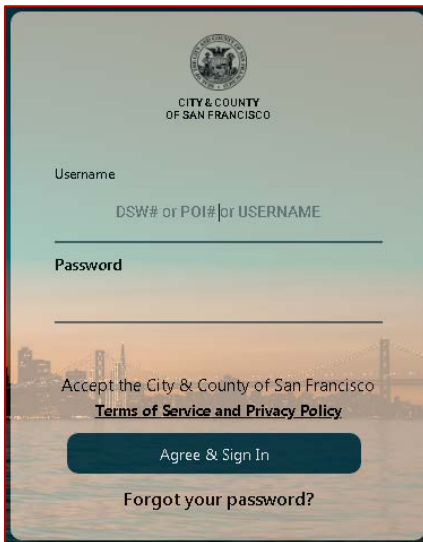 CITY & COUNTY
OF SAN FRANCISCO
Username
DSW# or POI# or USERNAME
Password
Accept the City & County of San Francisco
Terms of Service and Privacy Policy
Agree & Sign In
Forgot your password?